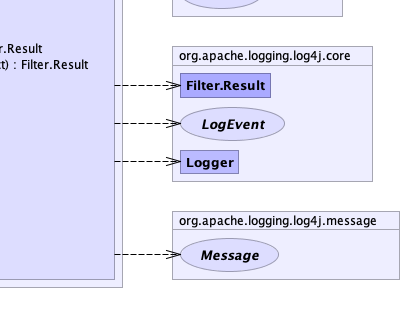 r.Result
t) : Filter.Result
org.apache.logging.log4j.core
Filter.Result
LogEvent
Logger
org.apache.logging.log4j.message
Message